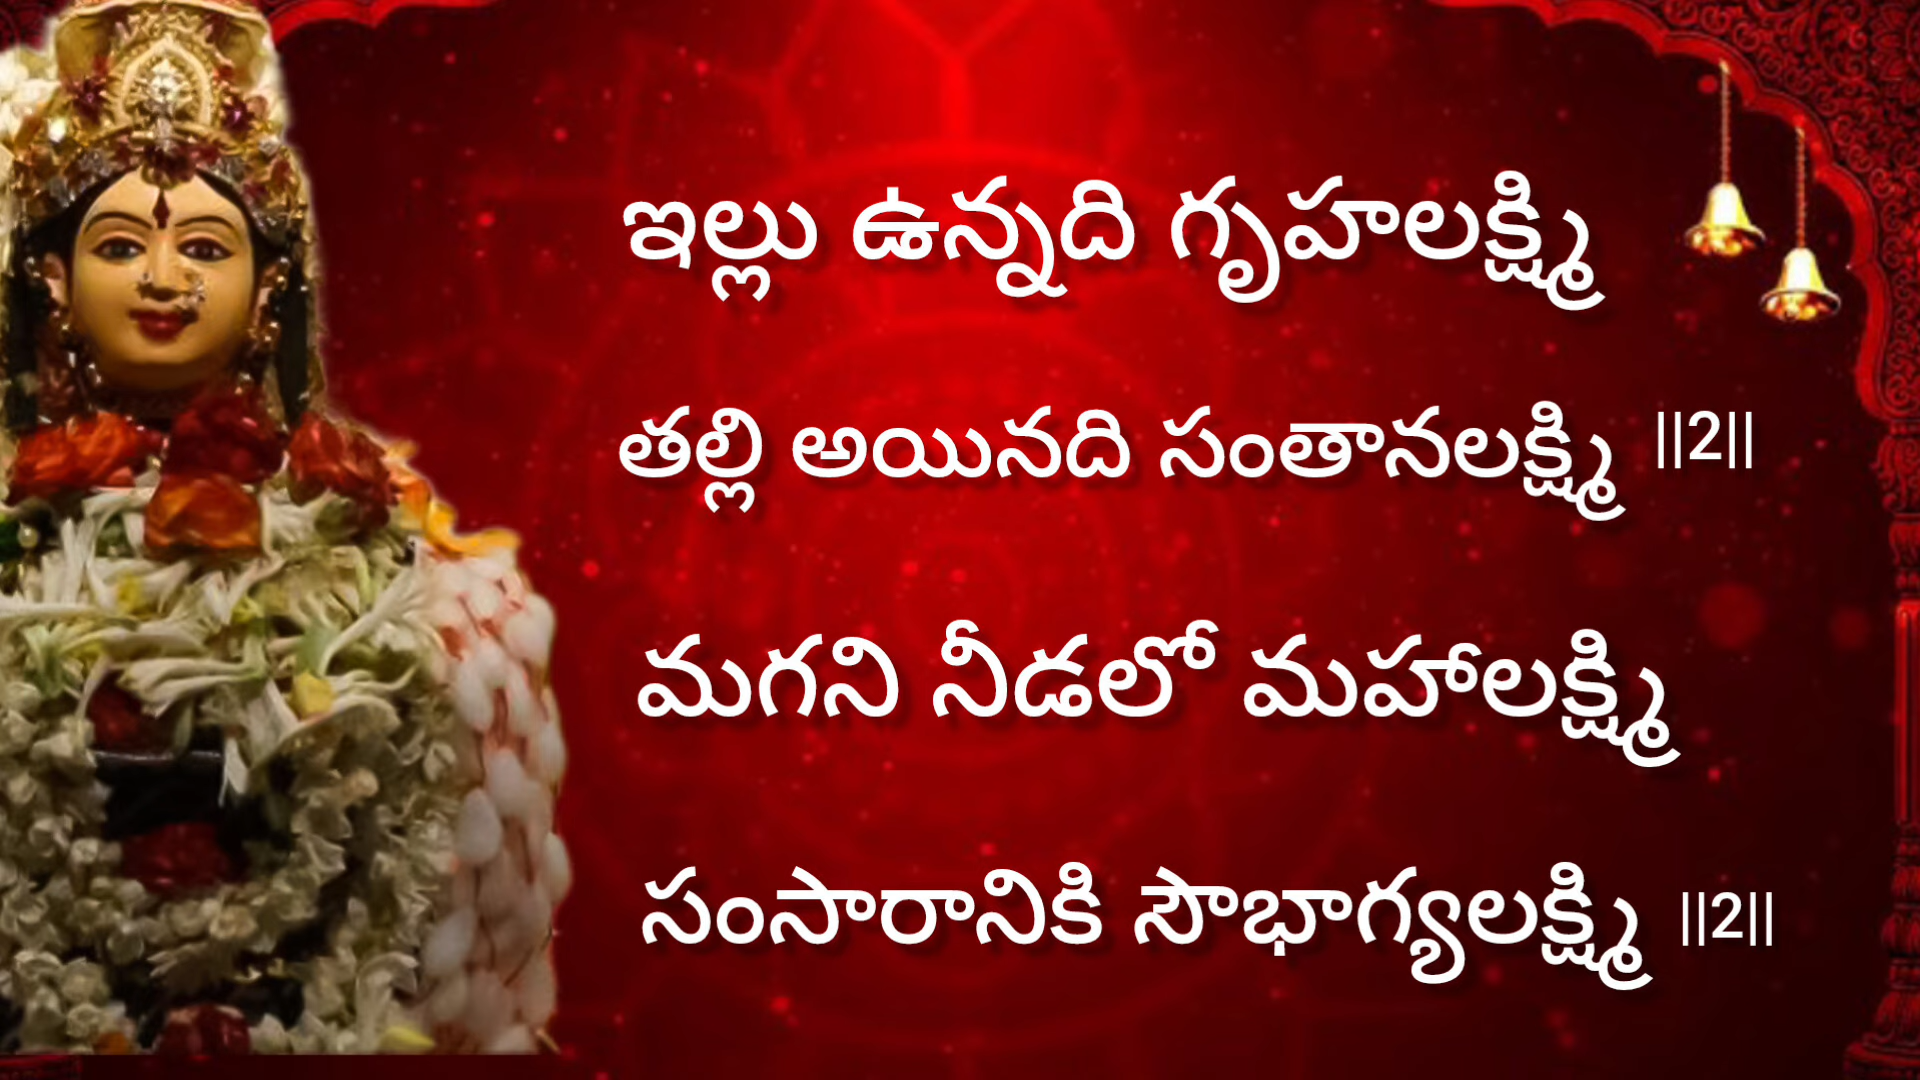 ఇల్లు ఉన్నది గృహలక్ష్మి
తల్లి అయినది సంతానలక్ష్మి ||2||
మగని నీడలో మహాలక్ష్మి
సంసారానికి సౌభాగ్యలక్ష్మి ||2||